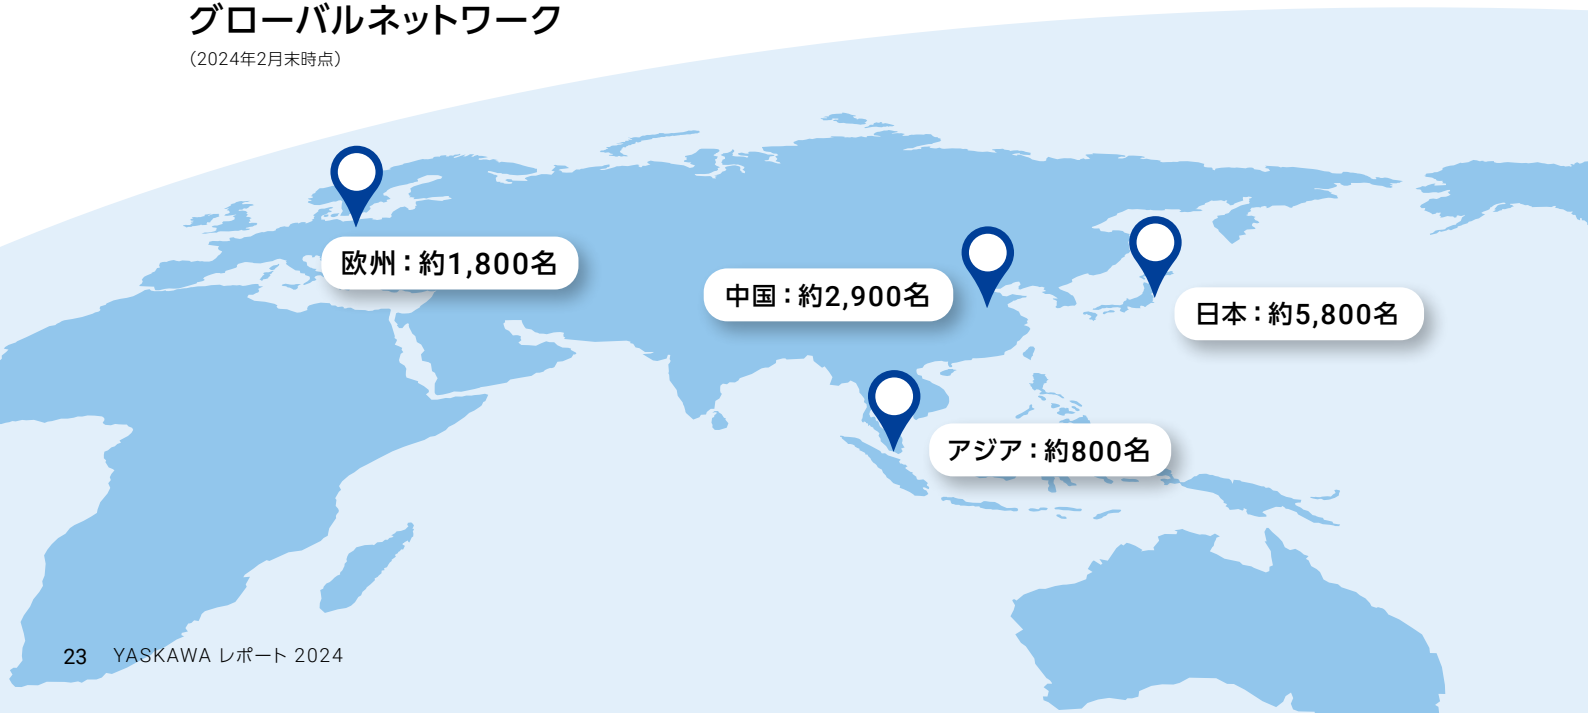 グローバルネットワーク
（2024年2月末時点）
欧州：約1,800名
中国：約2,900名
日本：約5,800名
アジア：約800名
23 YASKAWA レポート 2024